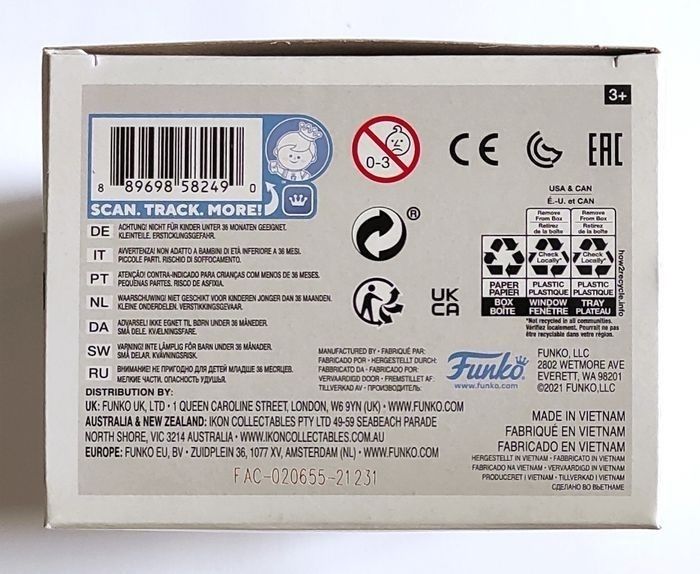 3+
8 89698 58249 0
SCAN. TRACK. MORE!
0-3
CE
EAC
®
UK
CA
USA & CAN
É.-U. et CAN
Remove From Box
Retirez de la boîte
Remove From Box
Retirez de la boîte
Check Locally*
Check Locally*
PAPER
PAPIER
BOX
BOÎTE
PLASTIC
PLASTIQUE
WINDOW
FENÊTRE
PLASTIC
PLASTIQUE
TRAY
PLATEAU
how2recycle.info
*Not recycled in all communities.
Vérifiez localement. Pourrait ne pas
être recyclable dans votre communauté.
DE ACHTUNG! NICHT FÜR KINDER UNTER 36 MONATEN GEEIGNET.
KLEINTEILE. ERSTICKUNGSGEFAHR.
IT AVVERTENZA! NON ADATTO A BAMBINI DI ETÀ INFERIORE A 36 MESI.
PICCOLE PARTI. RISCHIO DI SOFFOCAMENTO.
PT ATENÇÃO! CONTRA-INDICADO PARA CRIANÇAS COM MENOS DE 36 MESES.
PEQUENAS PARTES. RISCO DE ASFIXIA.
NL WAARSCHUWING! NIET GESCHIKT VOOR KINDEREN JONGER DAN 36 MAANDEN.
KLEINE ONDERDELEN. VERSTIKKINGSGEVAAR.
DA ADVARSEL! IKKE EGNET TIL BØRN UNDER 36 MÅNEDER.
SMÅ DELE. KVÆLNINGSFARE.
SW VARNING! INTE LÄMPLIG FÖR BARN UNDER 36 MÅNADER.
SMÅ DELAR. KVÄVNINGSRISK.
RU ВНИМАНИЕ! НЕ ПРИГОДНО ДЛЯ ДЕТЕЙ МЛАДШЕ 36 МЕСЯЦЕВ.
МЕЛКИЕ ЧАСТИ, ОПАСНОСТЬ УДУШЬЯ.
MANUFACTURED BY • FABRIQUÉ PAR:
FABRICADO POR • HERGESTELLT DURCH:
FABBRICATO DA • FABRICADO POR:
VERVAARDIGD DOOR • FREMSTILLET AF:
TILLVERKAD AV • ПРОИЗВОДИТЕЛЬ:
Funko
www.funko.com
FUNKO, LLC
2802 WETMORE AVE
EVERETT, WA 98201
©2021 FUNKO,LLC
DISTRIBUTION BY:
UK: FUNKO UK, LTD • 1 QUEEN CAROLINE STREET, LONDON, W6 9YN (UK) • WWW.FUNKO.COM
AUSTRALIA & NEW ZEALAND: IKON COLLECTABLES PTY LTD 49-59 SEABEACH PARADE
NORTH SHORE, VIC 3214 AUSTRALIA • WWW.IKONCOLLECTABLES.COM.AU
EUROPE: FUNKO EU, BV • ZUIDPLEIN 36, 1077 XV, AMSTERDAM (NL) • WWW.FUNKO.COM
MADE IN VIETNAM
FABRIQUÉ EN VIETNAM
FABRICADO EN VIETNAM
HERGESTELLT IN VIETNAM • FABBRICATO IN VIETNAM
FABRICADO NA VIETNAM • VERVAARDIGD IN VIETNAM
PRODUCERET I VIETNAM • TILLVERKAD I VIETNAM
СДЕЛАНО ВО ВЬЕТНАМЕ
FAC-020655-21231